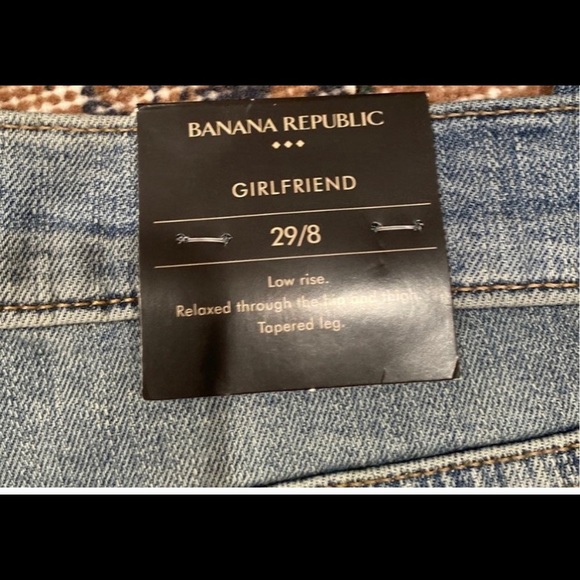 BANANA REPUBLIC
GIRLFRIEND
29/8
Low rise.
Relaxed through the hip and thigh.
Tapered leg.